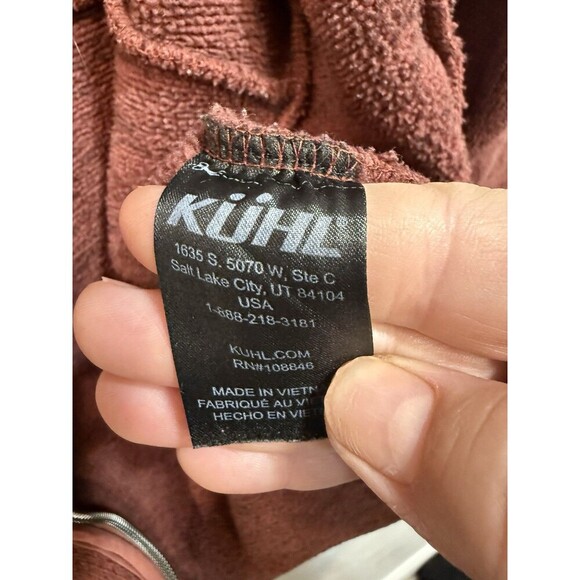 KÜHL
1635 S. 5070 W, Ste C
Salt Lake City, UT 84104
USA
1-888-218-3181
KUHL.COM
RN#108846
MADE IN VIETN
FABRIQUÉ AU VI
HECHO EN VIET